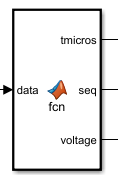 tmicros
data
seq
fcn
voltage